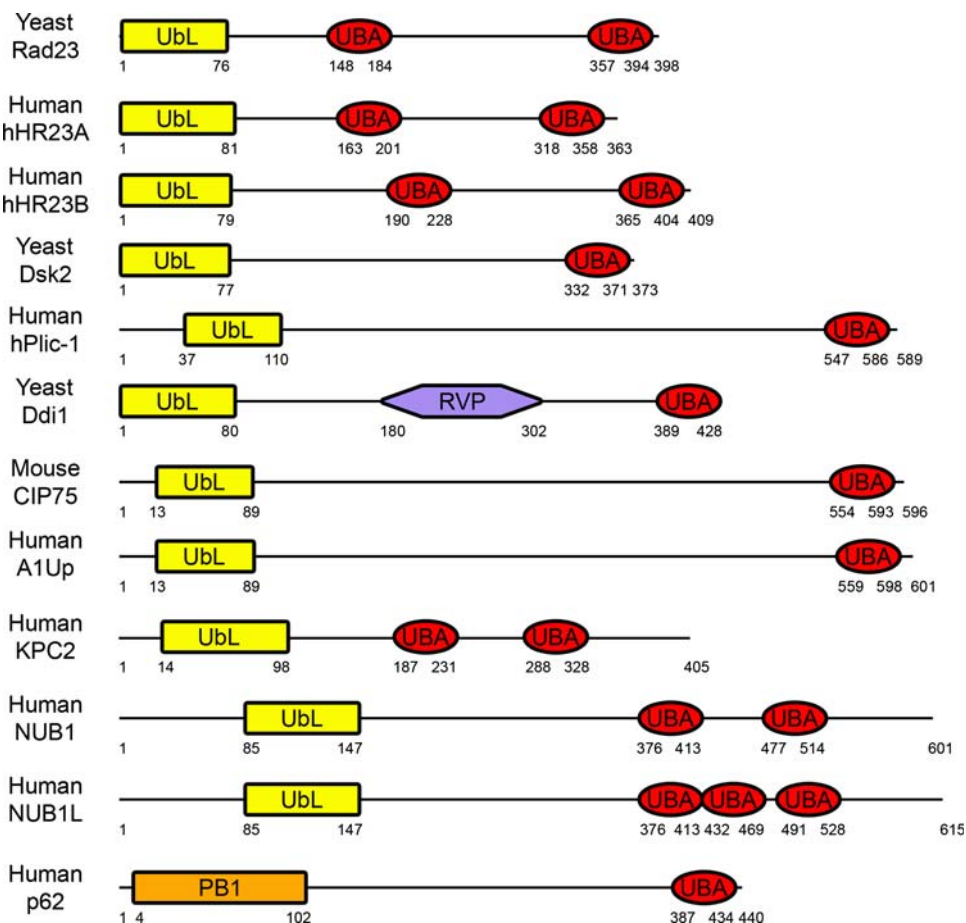 Yeast
Rad23
UbL UBA UBA
1 76 148 184 357 394 398
Human
hHR23A
UbL UBA UBA
1 81 163 201 318 358 363
Human
hHR23B
UbL UBA UBA
1 79 190 228 365 404 409
Yeast
Dsk2
UbL UBA
1 77 332 371 373
Human
hPlic-1
UbL UBA
1 37 110 547 586 589
Yeast
Ddi1
UbL RVP UBA
1 80 180 302 389 428
Mouse
CIP75
UbL UBA
1 13 89 554 593 596
Human
A1Up
UbL UBA
1 13 89 559 598 601
Human
KPC2
UbL UBA UBA
1 14 98 187 231 288 328 405
Human
NUB1
UbL UBA UBA
1 85 147 376 413 477 514 601
Human
NUB1L
UbL UBA UBA UBA
1 85 147 376 413 432 469 491 528 615
Human
p62
PB1 UBA
1 4 102 387 434 440